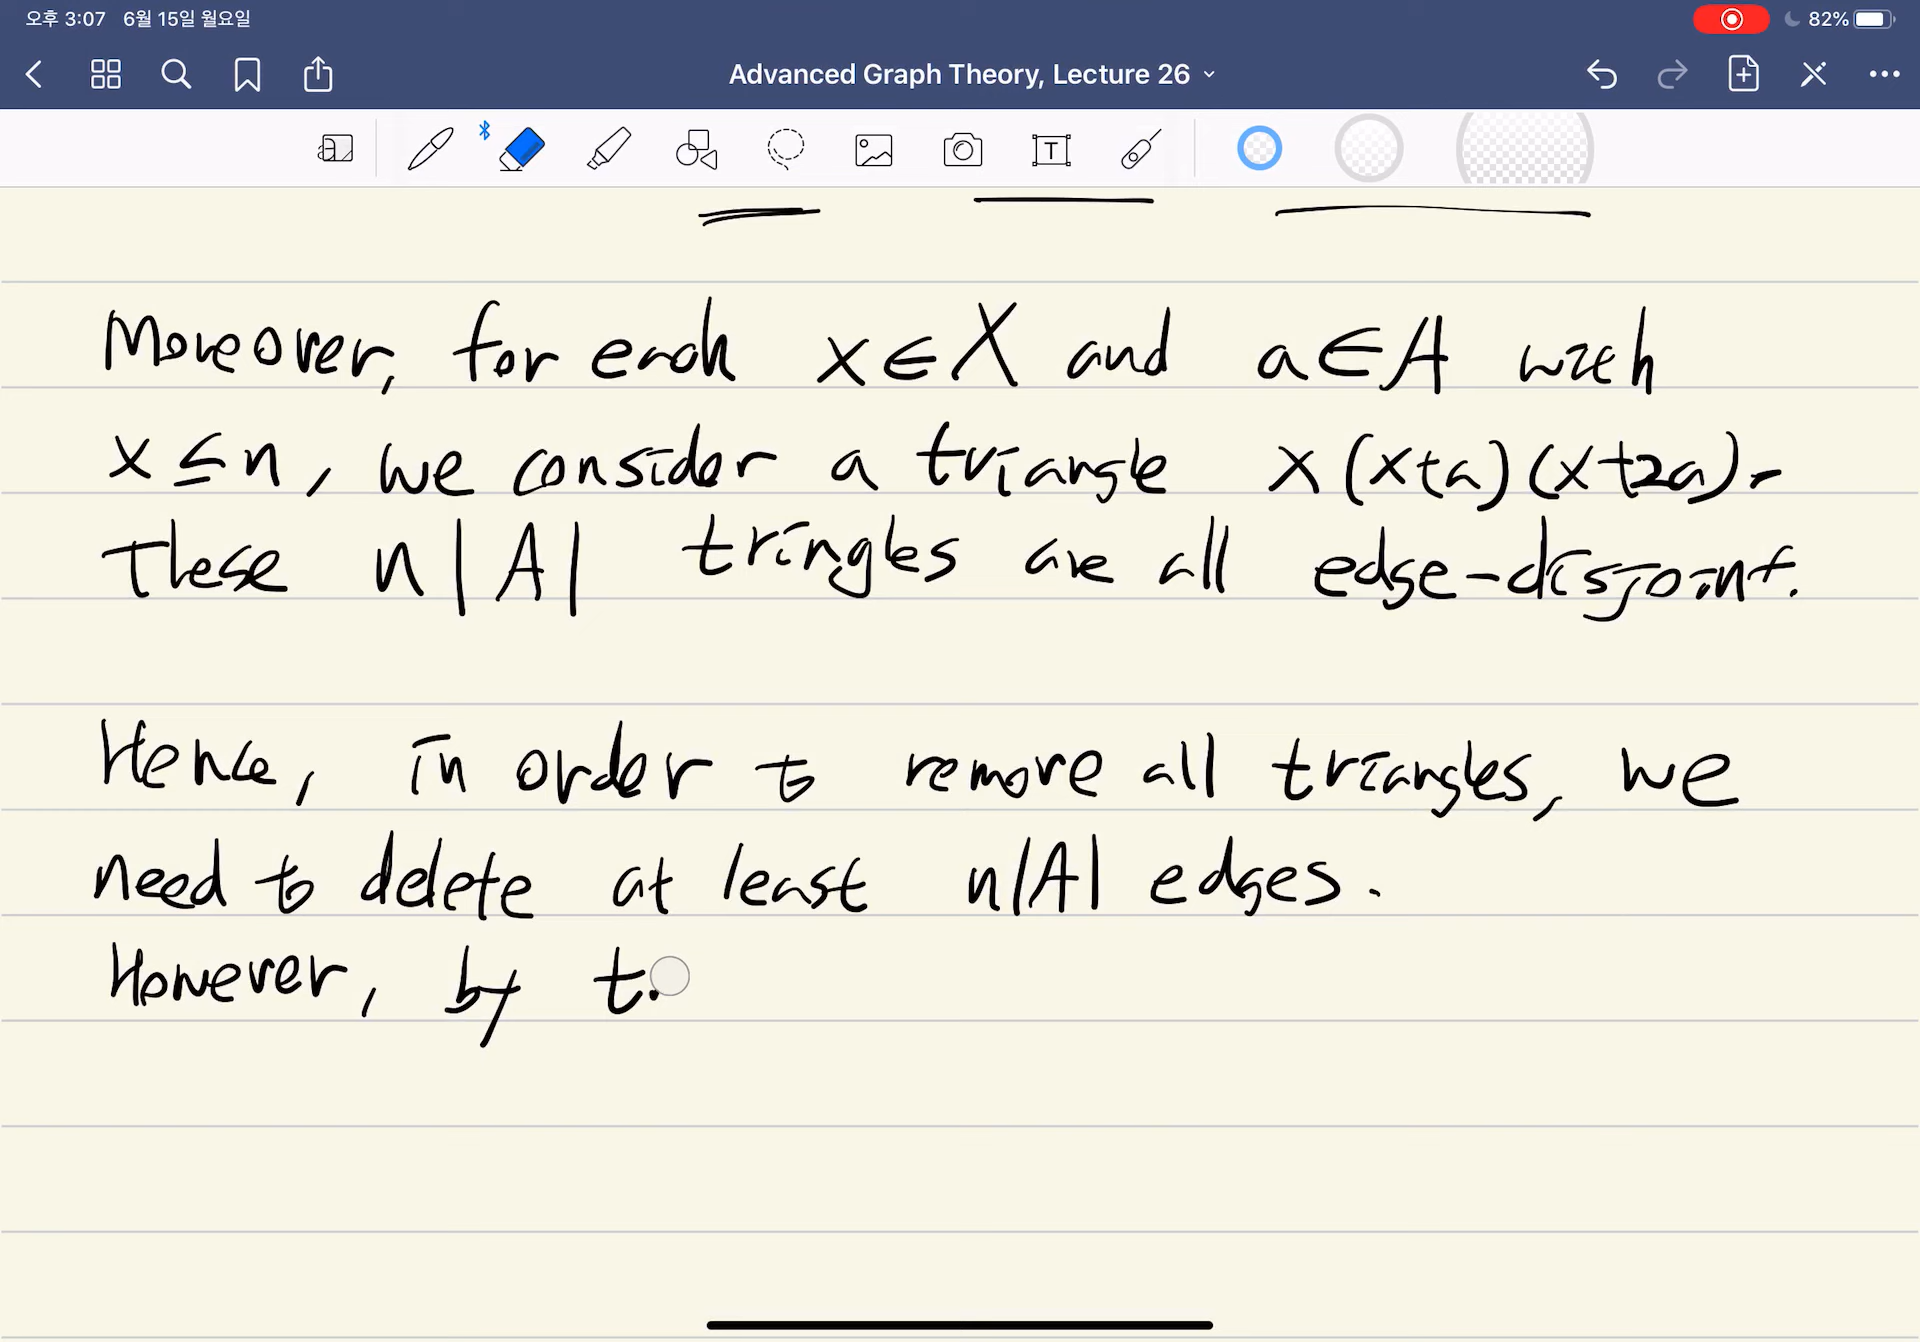 오후 3:07 6월 15일 월요일
82%
Advanced Graph Theory, Lecture 26
Moreover, for each x∈X and a∈A with
x≤n, we consider a triangle x(x+a)(x+2a).
These n|A| tringles are all edge-disjoint.
Hence, in order to remove all triangles, we
need to delete at least n|A| edges.
However, by t